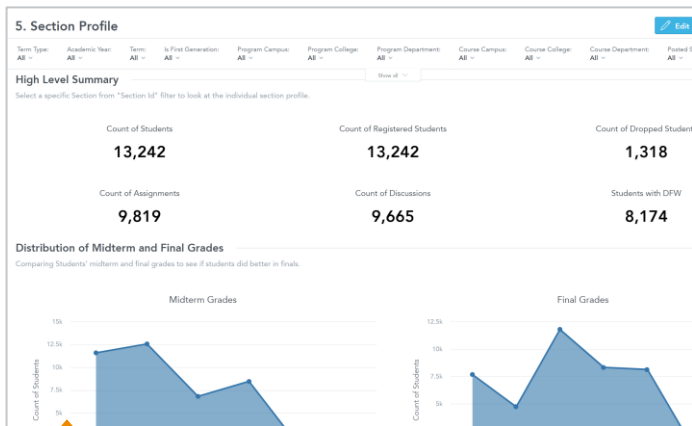 5. Section Profile
Edit
Term Type: Academic Year: Term: Is First Generation: Program Campus: Program College: Program Department: Course Campus: Course College: Course Department: Posted
All All All All All All All All All All All
High Level Summary
Show all
Select a specific Section from "Section Id" filter to look at the individual section profile.
Count of Students Count of Registered Students Count of Dropped Student
13,242 13,242 1,318
Count of Assignments Count of Discussions Students with DFW
9,819 9,665 8,174
Distribution of Midterm and Final Grades
Comparing Students' midterm and final grades to see if students did better in finals.
Midterm Grades Final Grades
15k
12.5k
10k
7.5k
5k
Count of Students
12.5k
10k
7.5k
5k
Count of Students